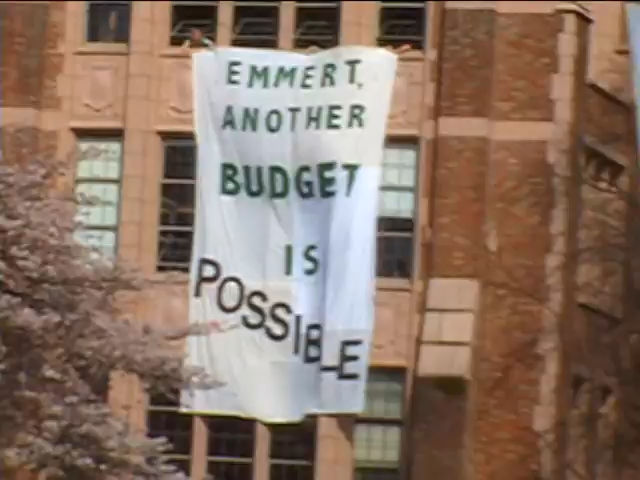 EMMERT,
ANOTHER
BUDGET
IS
POSSIBLE